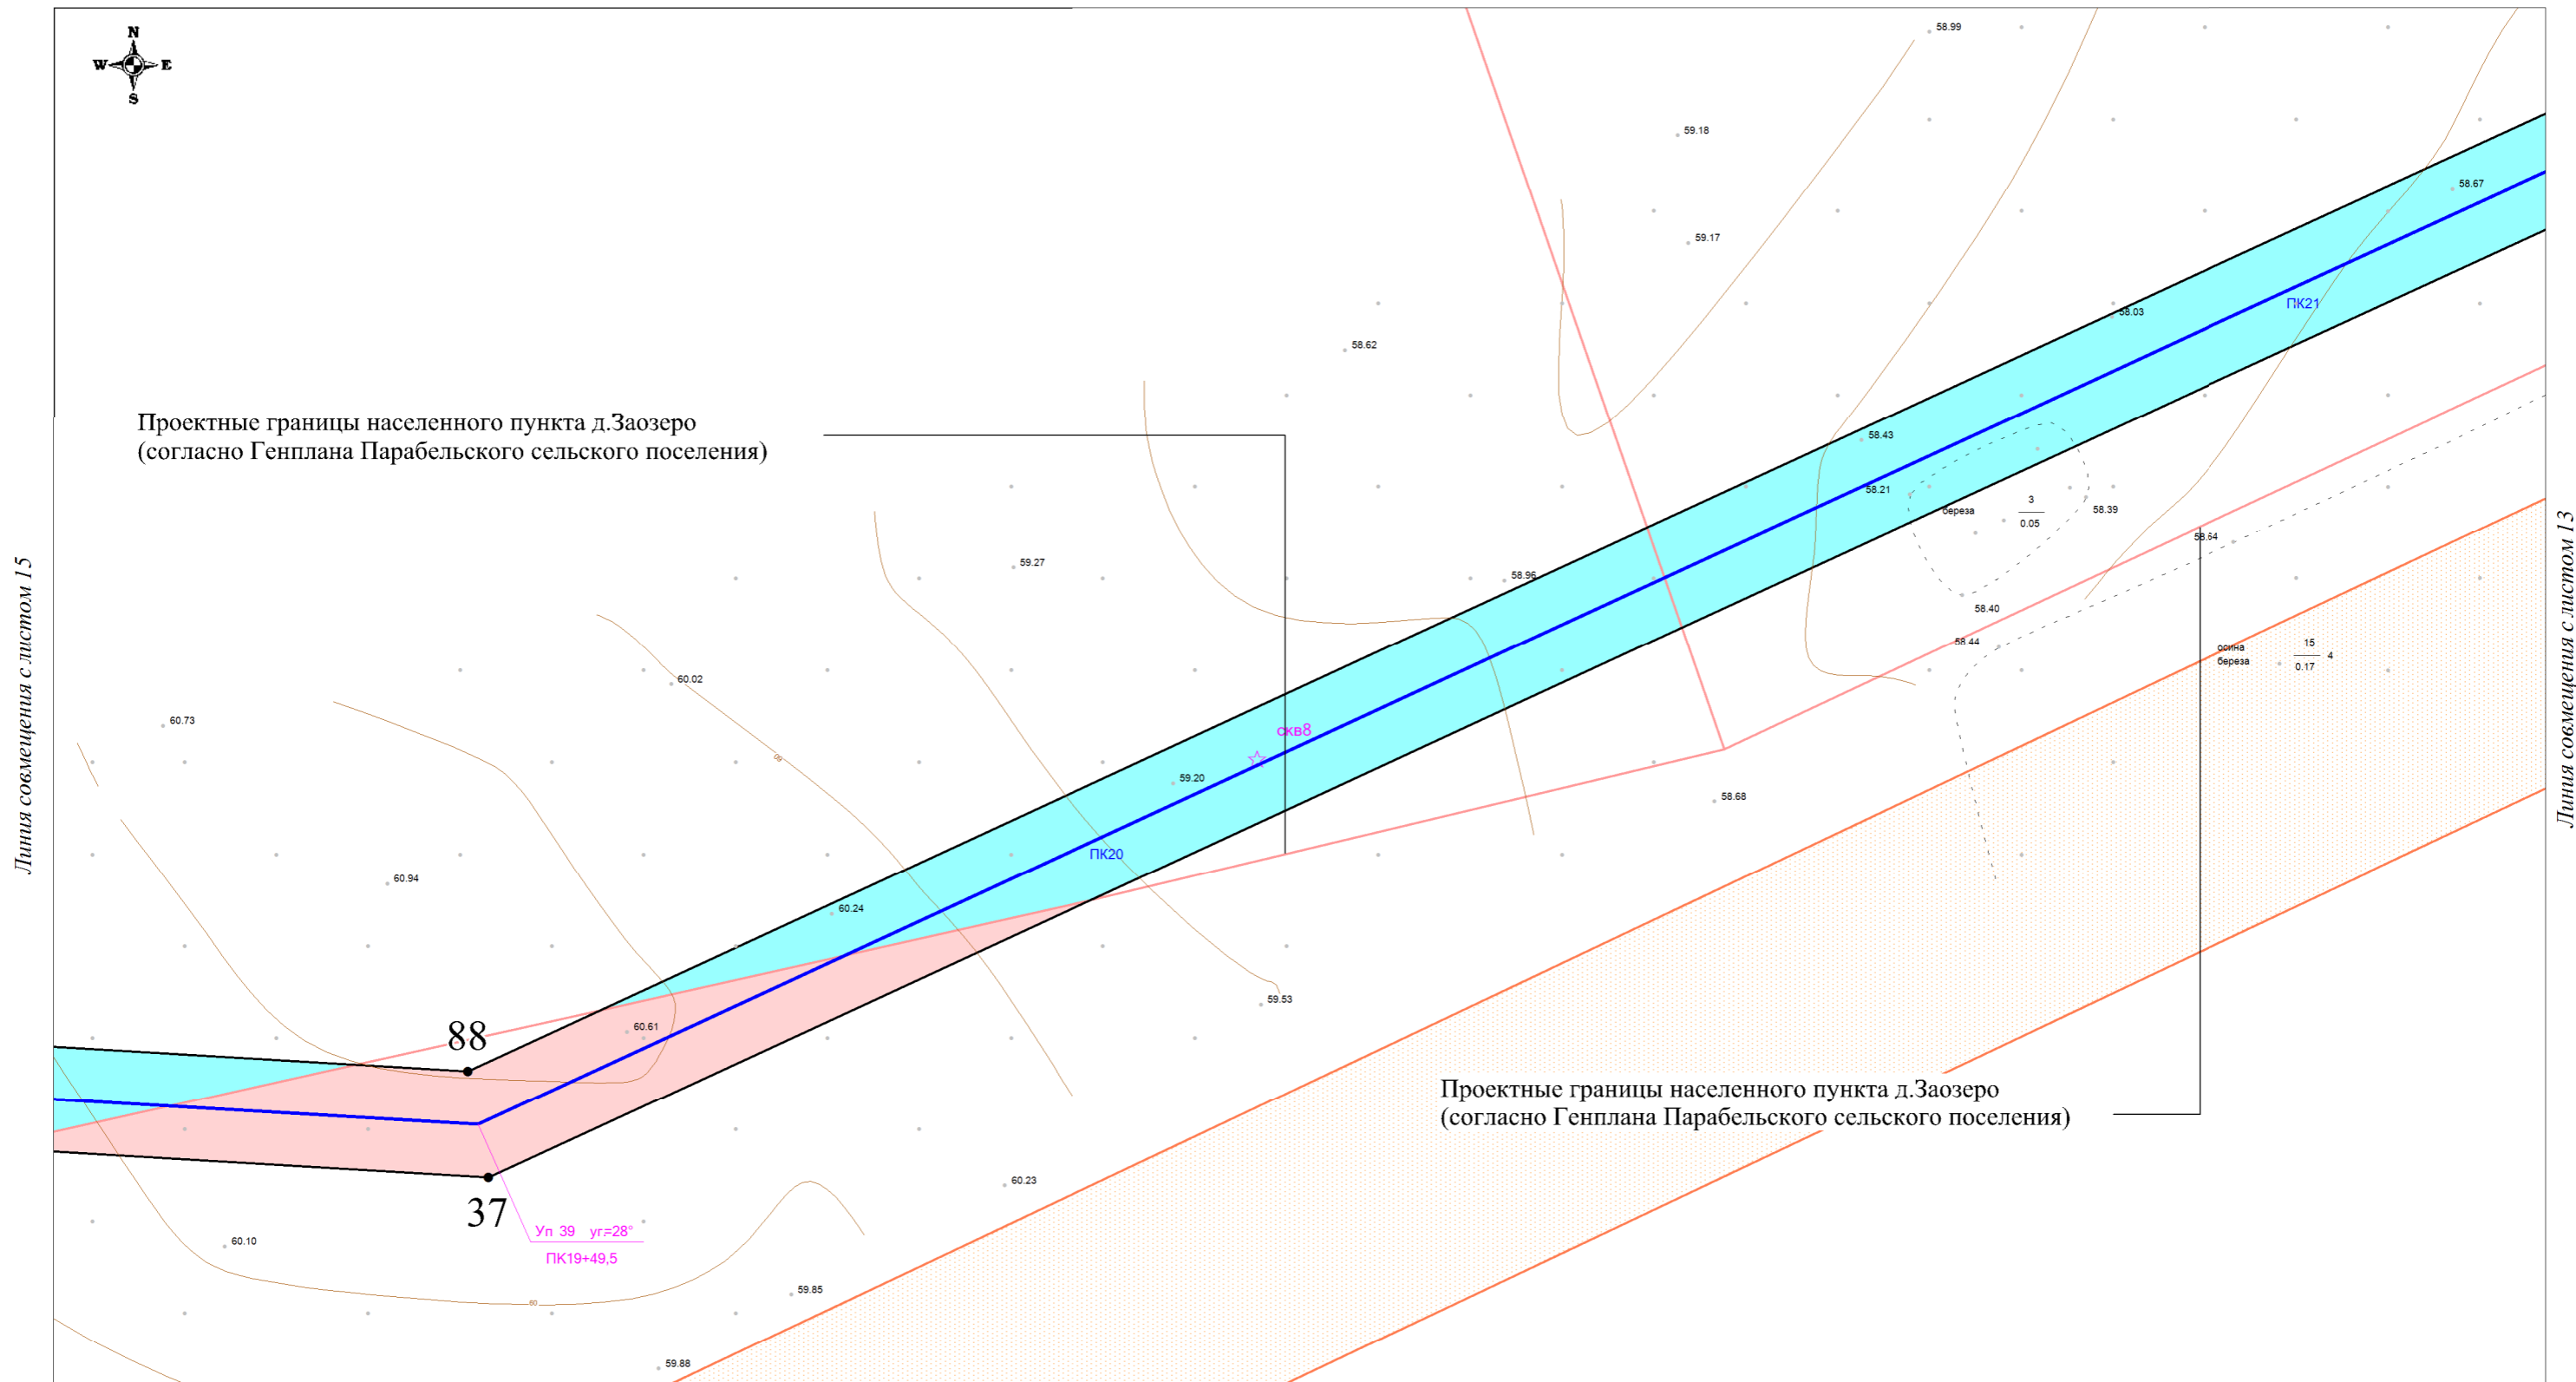 N
W E
S
58.99
59.18
58.67
59.17
ПК21
58.03
58.62
Проектные границы населенного пункта д.Заозеро
(согласно Генплана Парабельского сельского поселения)
58.43
58.21
береза
3
0.05
58.39
58.64
59.27
58.96
58.40
58.44
осина
береза
15
0.17
4
Линия совмещения с листом 15
Линия совмещения с листом 13
60.02
60.73
скв8
60
59.20
58.68
ПК20
60.94
60.24
59.53
60.61
88
Проектные границы населенного пункта д.Заозеро
(согласно Генплана Парабельского сельского поселения)
60.23
37
Уп 39 уг.=28°
ПК19+49,5
60.10
59.85
60
59.88